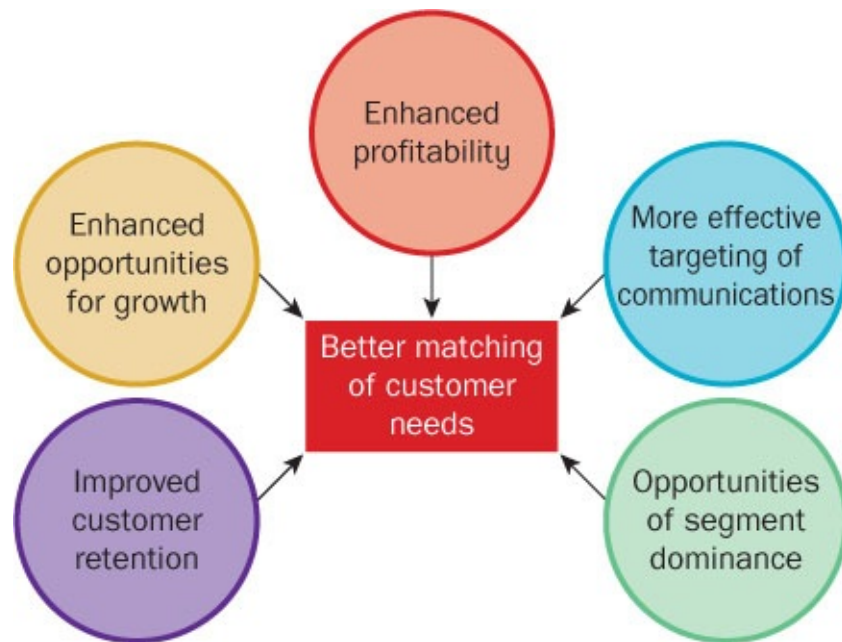 Enhanced
profitability
Enhanced
opportunities
for growth
More effective
targeting of
communications
Better matching
of customer
needs
Improved
customer
retention
Opportunities
of segment
dominance